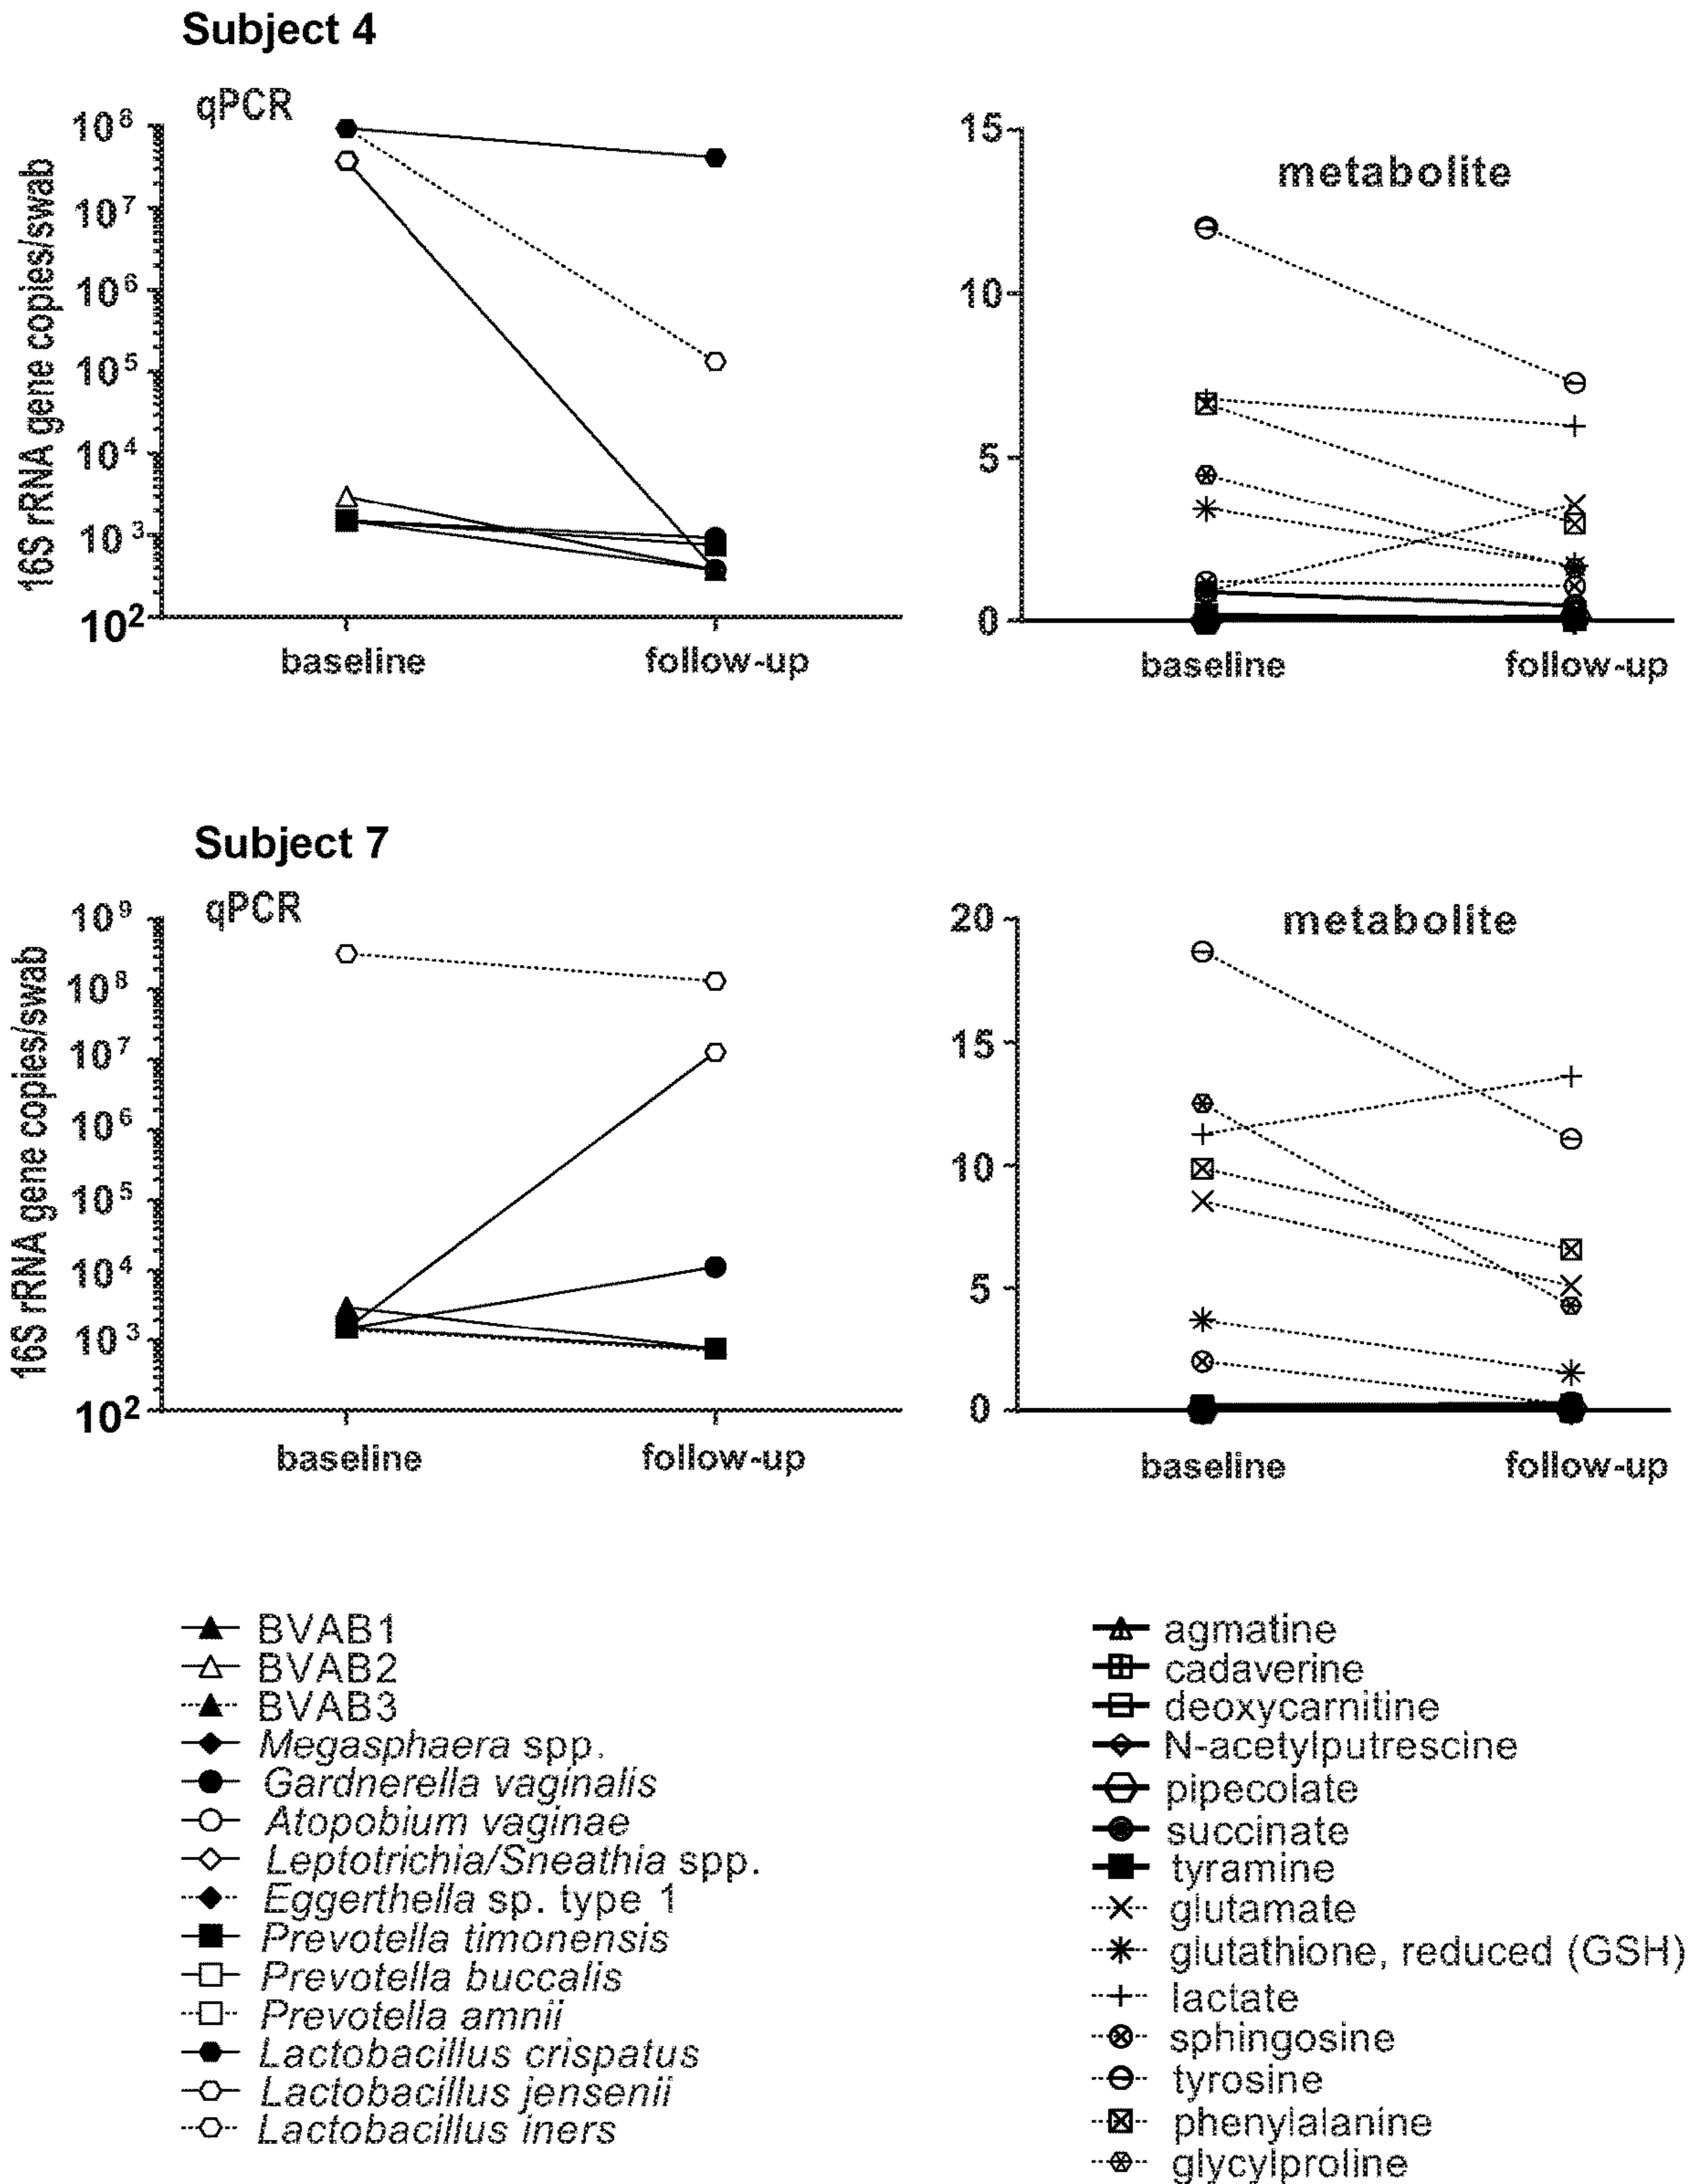 Subject 4
qPCR
16S rRNA gene copies/swab
10⁸
10⁷
10⁶
10⁵
10⁴
10³
10²
baseline
follow-up
metabolite
15
10
5
0
baseline
follow-up
Subject 7
qPCR
16S rRNA gene copies/swab
10⁹
10⁸
10⁷
10⁶
10⁵
10⁴
10³
10²
baseline
follow-up
metabolite
20
15
10
5
0
baseline
follow-up
BVAB1
BVAB2
BVAB3
Megasphaera spp.
Gardnerella vaginalis
Atopobium vaginae
Leptotrichia/Sneathia spp.
Eggerthella sp. type 1
Prevotella timonensis
Prevotella buccalis
Prevotella amnii
Lactobacillus crispatus
Lactobacillus jensenii
Lactobacillus iners
agmatine
cadaverine
deoxycarnitine
N-acetylputrescine
pipecolate
succinate
tyramine
glutamate
glutathione, reduced (GSH)
lactate
sphingosine
tyrosine
phenylalanine
glycylproline